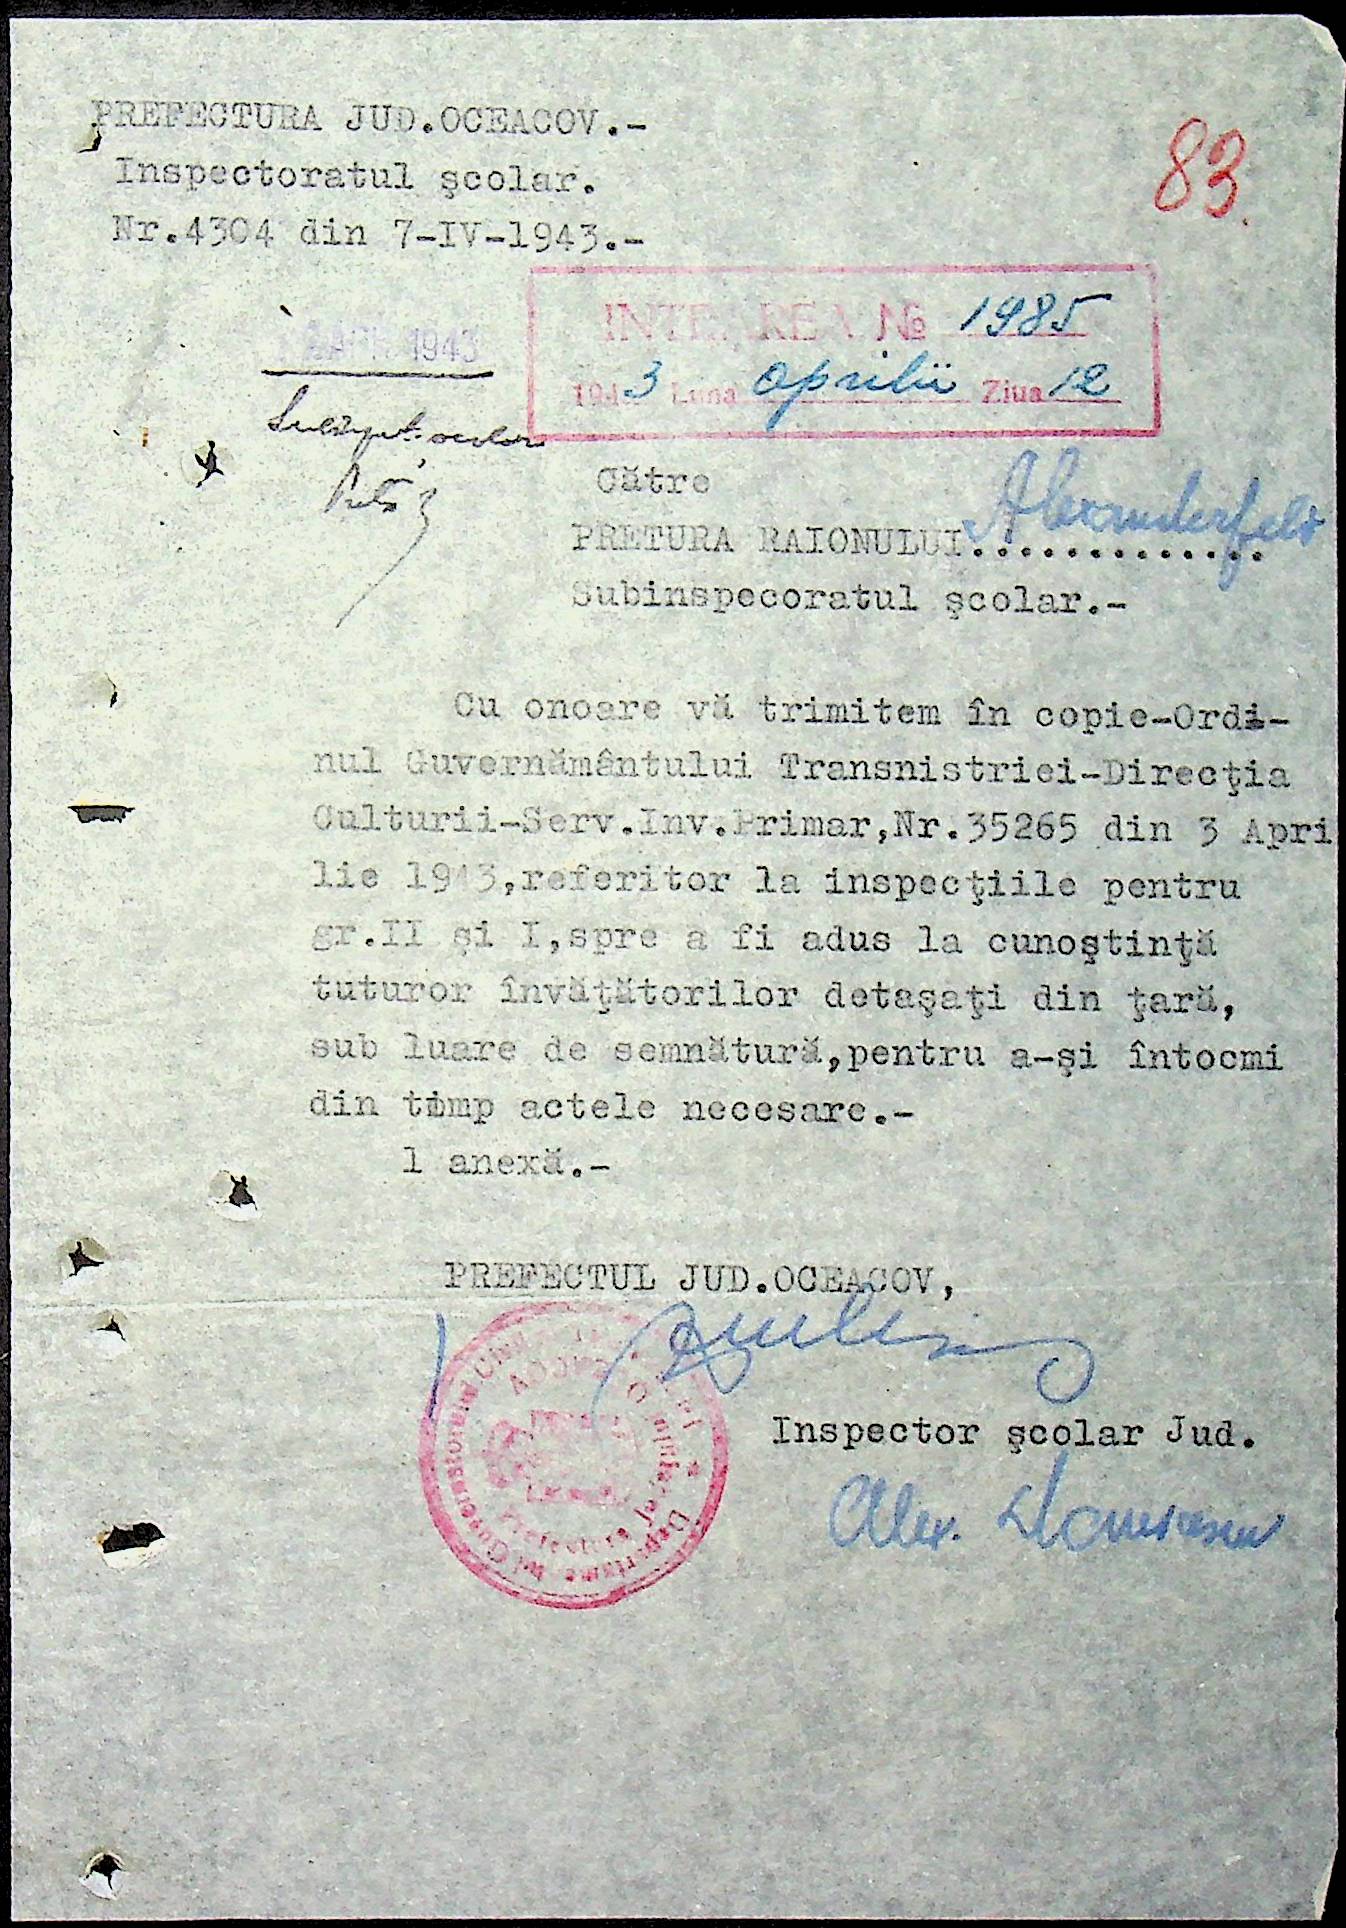 PREFECTURA JUD.OCEACOV.-
83.
Inspectoratul şcolar.
Nr.4304 din 7-IV-1943.-
1943
INTRAREA № 1985
1943 Luna aprilie Ziua 12
Către
PRETURA RAIONULUI Alexanderfeld
Subinspecoratul şcolar.-
Cu onoare vă trimitem în copie-Ordi-
nul Guvernământului Transnistriei-Direcţia
Culturii-Serv.Inv.Primar,Nr.35265 din 3 Apri
lie 1943,referitor la inspecţiile pentru
gr.II şi I,spre a fi adus la cunoştinţă
tuturor învăţătorilor detaşaţi din ţară,
sub luare de semnătură,pentru a-şi întocmi
din timp actele necesare.-
1 anexă.-
PREFECTUL JUD.OCEACOV,
Inspector şcolar Jud.
Alex.
Prefectura Judeţului